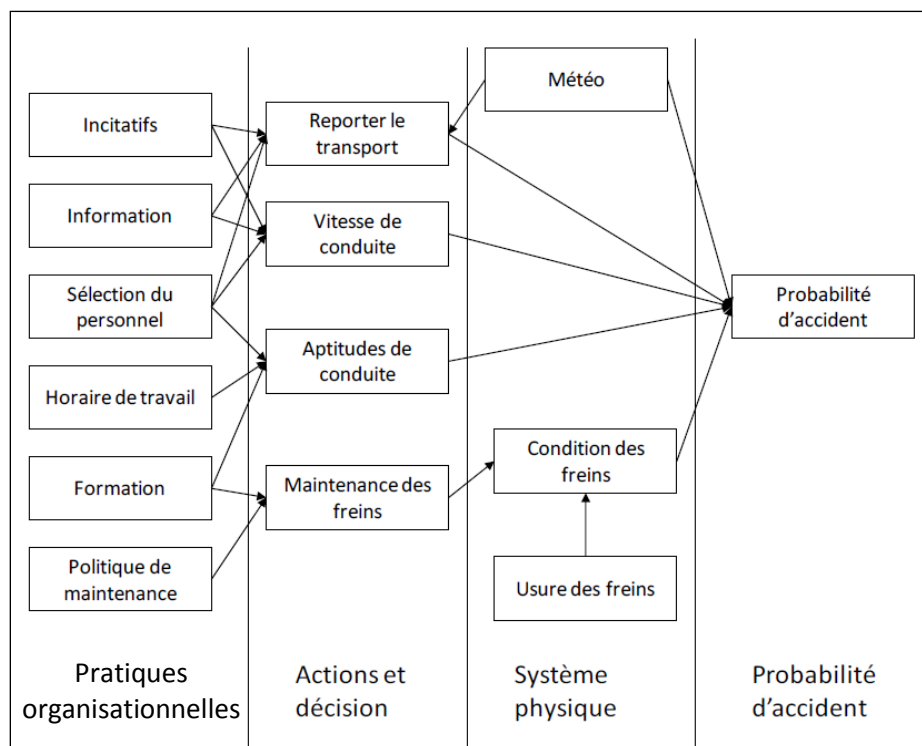 Incitatifs
Information
Sélection du
personnel
Horaire de travail
Formation
Politique de
maintenance
Pratiques
organisationnelles
Reporter le
transport
Vitesse de
conduite
Aptitudes de
conduite
Maintenance des
freins
Actions et
décision
Météo
Condition des
freins
Usure des freins
Système
physique
Probabilité
d'accident
Probabilité
d'accident